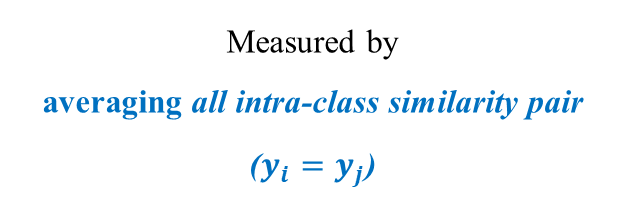 Measured by
averaging all intra-class similarity pair
(yᵢ = yⱼ)